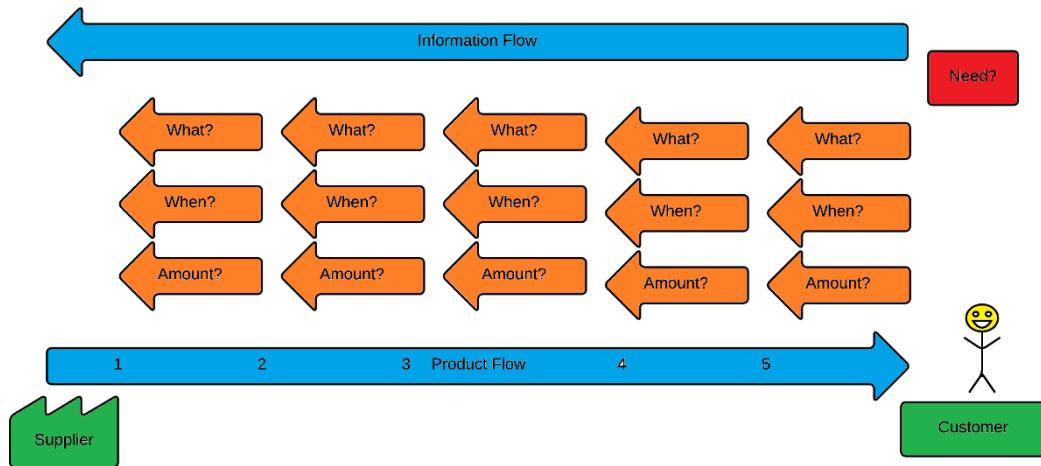 Information Flow
Need?
What?
What?
What?
What?
What?
When?
When?
When?
When?
When?
Amount?
Amount?
Amount?
Amount?
Amount?
1 2 3 Product Flow 4 5
Supplier
Customer